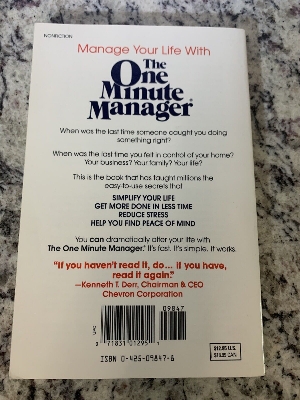 NONFICTION
Manage Your Life With
The
One
Minute
Manager®
When was the last time someone caught you doing
something right?
When was the last time you felt in control of your home?
Your business? Your family? Your life?
This is the book that has taught millions the
easy-to-use secrets that
SIMPLIFY YOUR LIFE
GET MORE DONE IN LESS TIME
REDUCE STRESS
HELP YOU FIND PEACE OF MIND
You can dramatically alter your life with
The One Minute Manager.® It's fast. It's simple. It works.
"If you haven't read it, do... if you have,
read it again."
—Kenneth T. Derr, Chairman & CEO
Chevron Corporation
09847
ISBN 0-425-09847-6